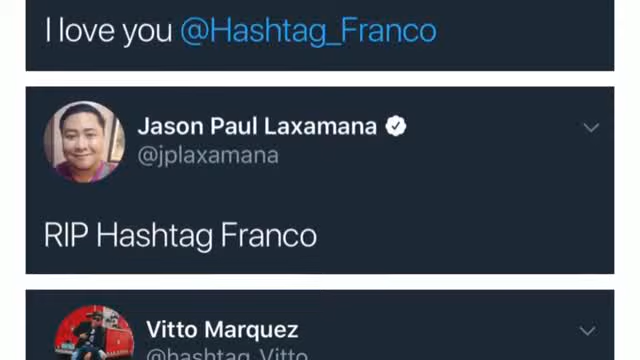 I love you @Hashtag_Franco
Jason Paul Laxamana
@jplaxamana
RIP Hashtag Franco
Vitto Marquez
@hashtag_Vitto